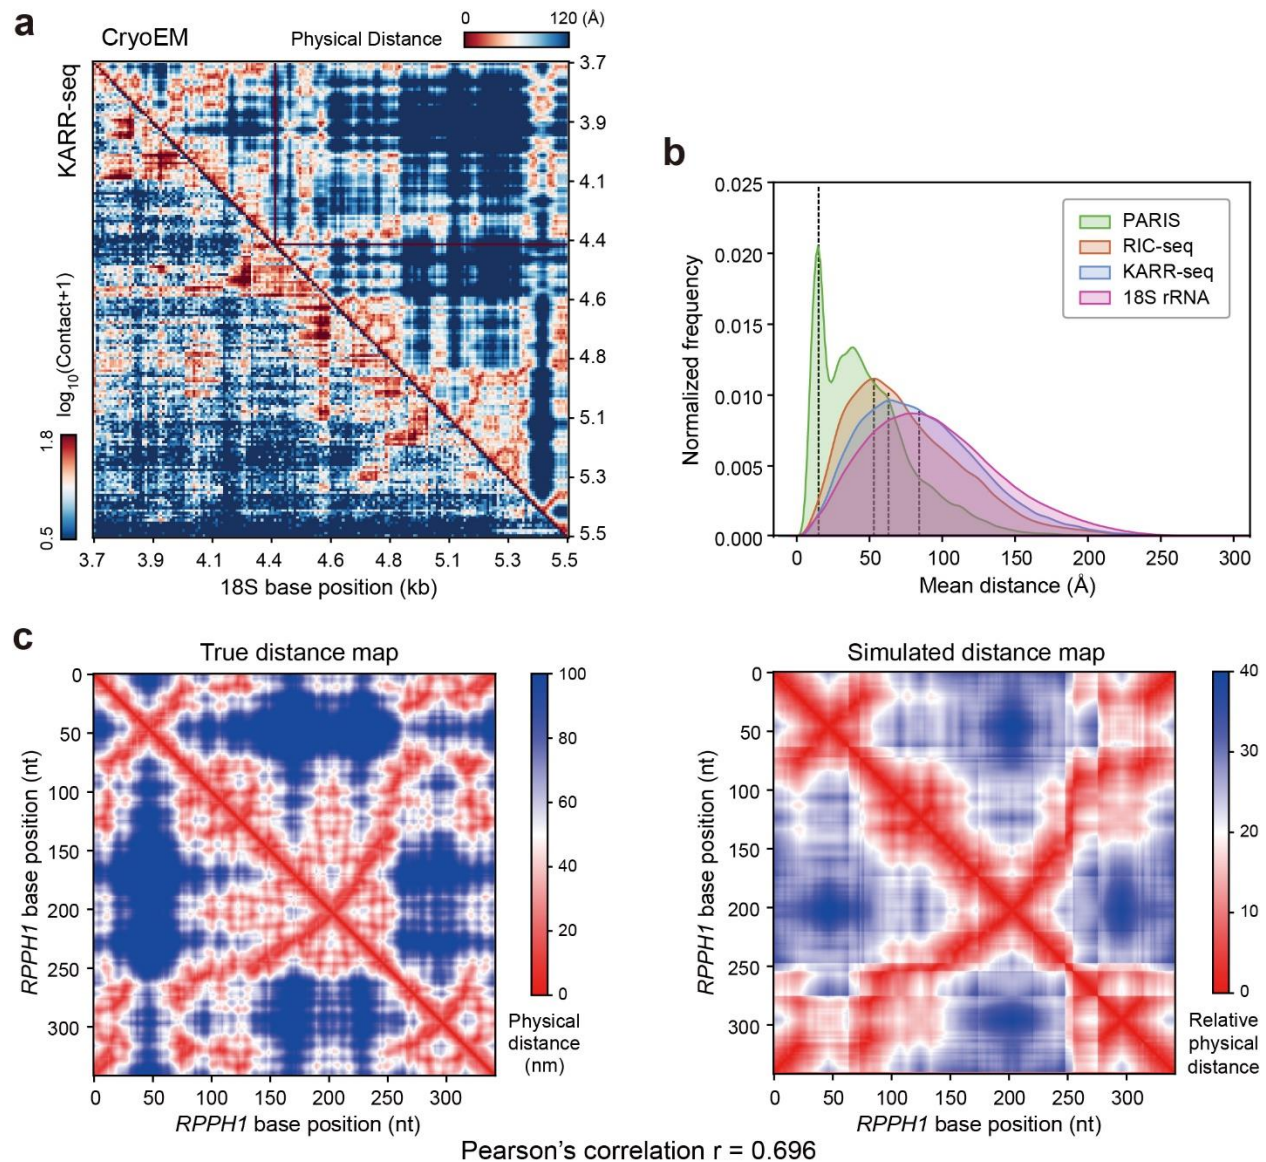 a
CryoEM
Physical Distance
0
120 (Å)
KARR-seq
3.7
3.9
4.1
4.4
4.6
4.8
5.1
5.3
5.5
log10(Contact+1)
1.8
0.5
3.7
3.9
4.1
4.4
4.6
4.8
5.1
5.3
5.5
18S base position (kb)
b
Normalized frequency
0.025
0.020
0.015
0.010
0.005
0.000
PARIS
RIC-seq
KARR-seq
18S rRNA
0
50
100
150
200
250
300
Mean distance (Å)
c
True distance map
RPPH1 base position (nt)
0
50
100
150
200
250
300
0
50
100
150
200
250
300
RPPH1 base position (nt)
100
80
60
40
20
0
Physical
distance
(nm)
Simulated distance map
RPPH1 base position (nt)
0
50
100
150
200
250
300
0
50
100
150
200
250
300
RPPH1 base position (nt)
40
30
20
10
0
Relative
physical
distance
Pearson's correlation r = 0.696